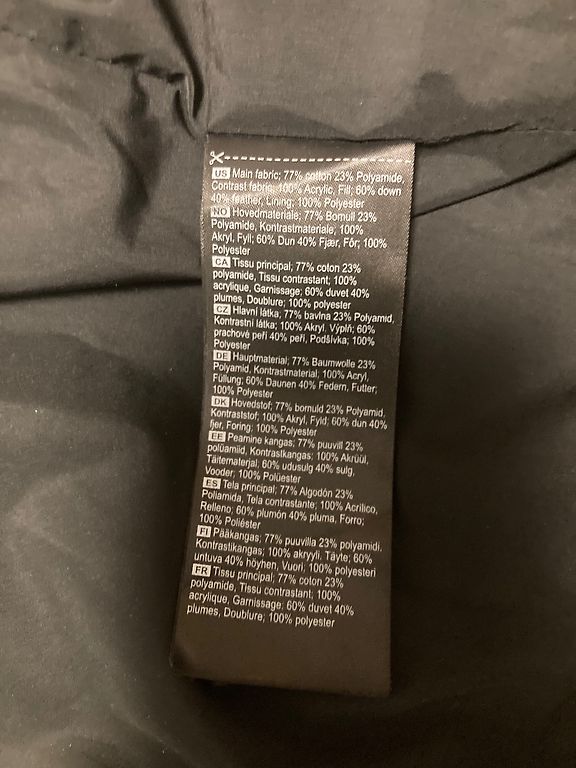 US Main fabric; 77% cotton 23% Polyamide,
Contrast fabric; 100% Acrylic, Fill; 60% down
40% feather, Lining; 100% Polyester
NO Hovedmateriale; 77% Bomull 23%
Polyamide, Kontrastmateriale; 100%
Akryl, Fyll; 60% Dun 40% Fjær, Fôr; 100%
Polyester
CA Tissu principal; 77% coton 23%
polyamide, Tissu contrastant; 100%
acrylique, Garnissage; 60% duvet 40%
plumes, Doublure; 100% polyester
CZ Hlavní látka; 77% bavlna 23% Polyamid,
Kontrastní látka; 100% Akryl. Výplň; 60%
prachové peří 40% peří, Podšívka; 100%
Polyester
DE Hauptmaterial; 77% Baumwolle 23%
Polyamid, Kontrastmaterial; 100% Acryl,
Füllung; 60% Daunen 40% Federn, Futter;
100% Polyester
DK Hovedstof; 77% bomuld 23% Polyamid,
Kontraststof; 100% Akryl, Fyld; 60% dun 40%
fjer, Foring; 100% Polyester
EE Peamine kangas; 77% puuvill 23%
polüamiid, Kontrastkangas; 100% Akrüül,
Täitematerjal; 60% udusulg 40% sulg,
Vooder; 100% Polüester
ES Tela principal; 77% Algodón 23%
Poliamida, Tela contrastante; 100% Acrílico,
Relleno; 60% plumón 40% pluma, Forro;
100% Poliéster
FI Pääkangas; 77% puuvilla 23% polyamidi,
Kontrastikangas; 100% akryyli, Täyte; 60%
untuva 40% höyhen, Vuori; 100% polyesteri
FR Tissu principal; 77% coton 23%
polyamide, Tissu contrastant; 100%
acrylique, Garnissage; 60% duvet 40%
plumes, Doublure; 100% polyester